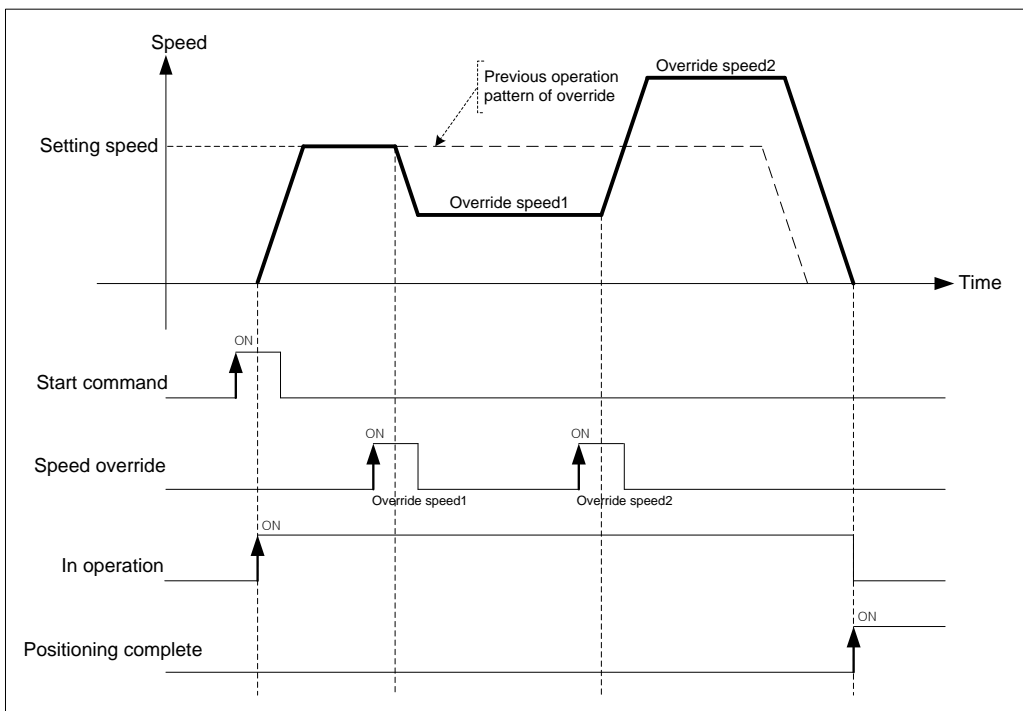 Speed
Override speed2
Previous operation
pattern of override
Setting speed
Override speed1
Time
ON
Start command
ON
ON
Speed override
Override speed1
Override speed2
ON
In operation
ON
Positioning complete